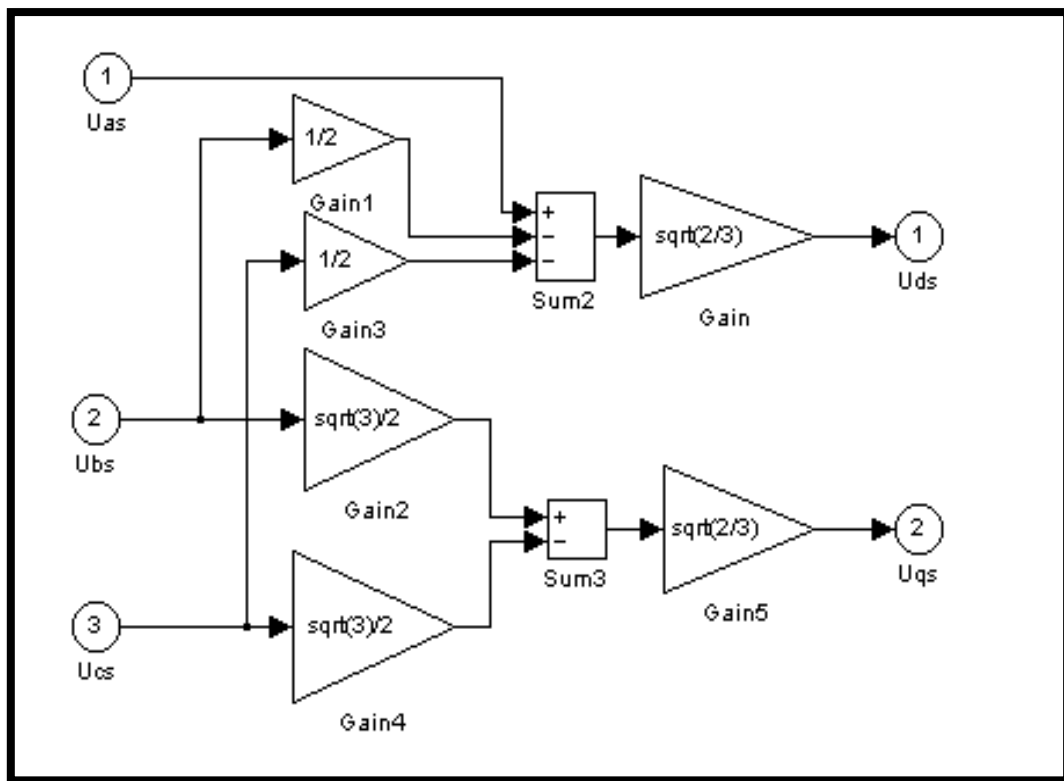 1
Uas
1/2
Gain1
1/2
Gain3
+
−
−
Sum2
sqrt(2/3)
Gain
1
Uds
2
Ubs
sqrt(3)/2
Gain2
3
Ucs
sqrt(3)/2
Gain4
+
−
Sum3
sqrt(2/3)
Gain5
2
Uqs